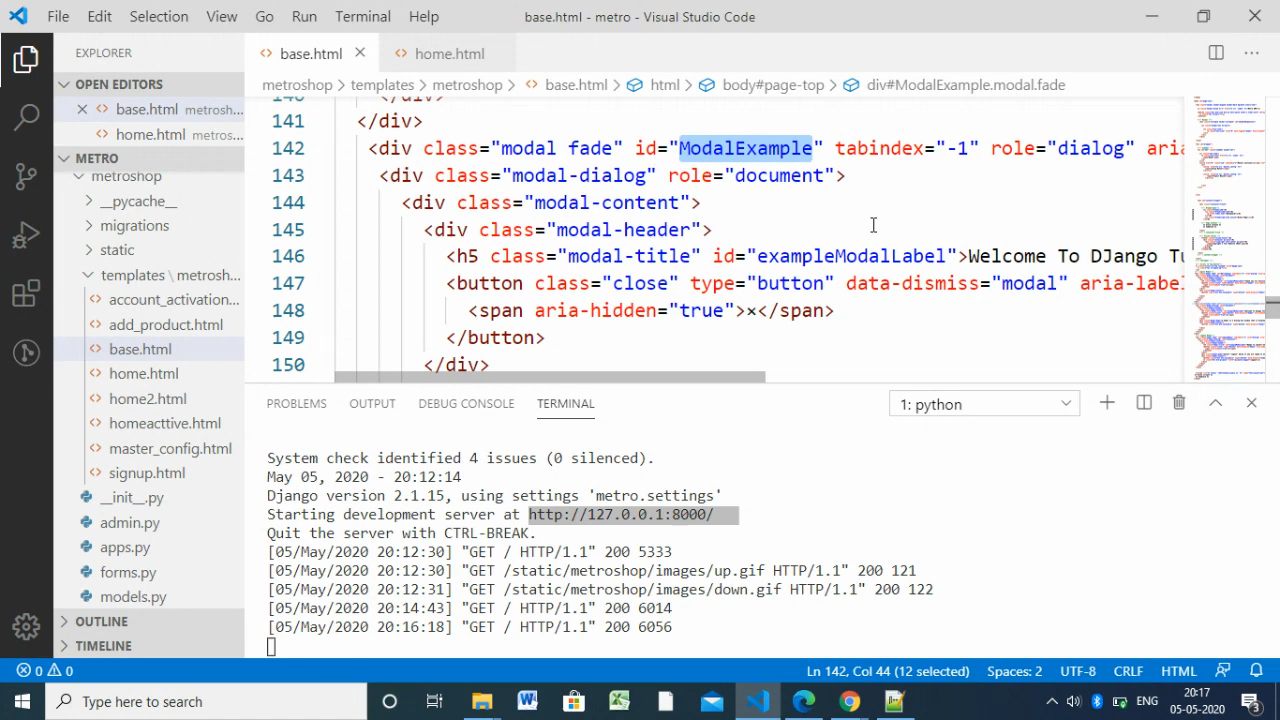 File Edit Selection View Go Run Terminal Help
base.html - metro - Visual Studio Code
EXPLORER
OPEN EDITORS
base.html metrosh...
home.html metros...
METRO
metroshop
__pycache__
static
templates \ metrosh...
account_activation...
add_product.html
base.html
home.html
home2.html
homeacttive.html
master_config.html
signup.html
__init__.py
admin.py
apps.py
forms.py
models.py
OUTLINE
TIMELINE
base.html
home.html
metroshop > templates > metroshop > base.html > html > body#page-top > div#ModalExample.modal.fade
141 </div>
142 <div class="modal fade" id="ModalExample" tabindex="-1" role="dialog" aria
143 <div class="modal-dialog" role="document">
144 <div class="modal-content">
145 <div class="modal-header">
146 <h5 class="modal-title" id="exampleModalLabel">Welcome To DJango Tu
147 <button class="close" type="button" data-dismiss="modal" aria-labe
148 <span aria-hidden="true">×</span>
149 </button>
150 </div>
PROBLEMS OUTPUT DEBUG CONSOLE TERMINAL
1: python
System check identified 4 issues (0 silenced).
May 05, 2020 - 20:12:14
Django version 2.1.15, using settings 'metro.settings'
Starting development server at http://127.0.0.1:8000/
Quit the server with CTRL-BREAK.
[05/May/2020 20:12:30] "GET / HTTP/1.1" 200 5333
[05/May/2020 20:12:30] "GET /static/metroshop/images/up.gif HTTP/1.1" 200 121
[05/May/2020 20:12:31] "GET /static/metroshop/images/down.gif HTTP/1.1" 200 122
[05/May/2020 20:14:43] "GET / HTTP/1.1" 200 6014
[05/May/2020 20:16:18] "GET / HTTP/1.1" 200 6056
0 0
Ln 142, Col 44 (12 selected) Spaces: 2 UTF-8 CRLF HTML
Type here to search
ENG
20:17
05-05-2020
3